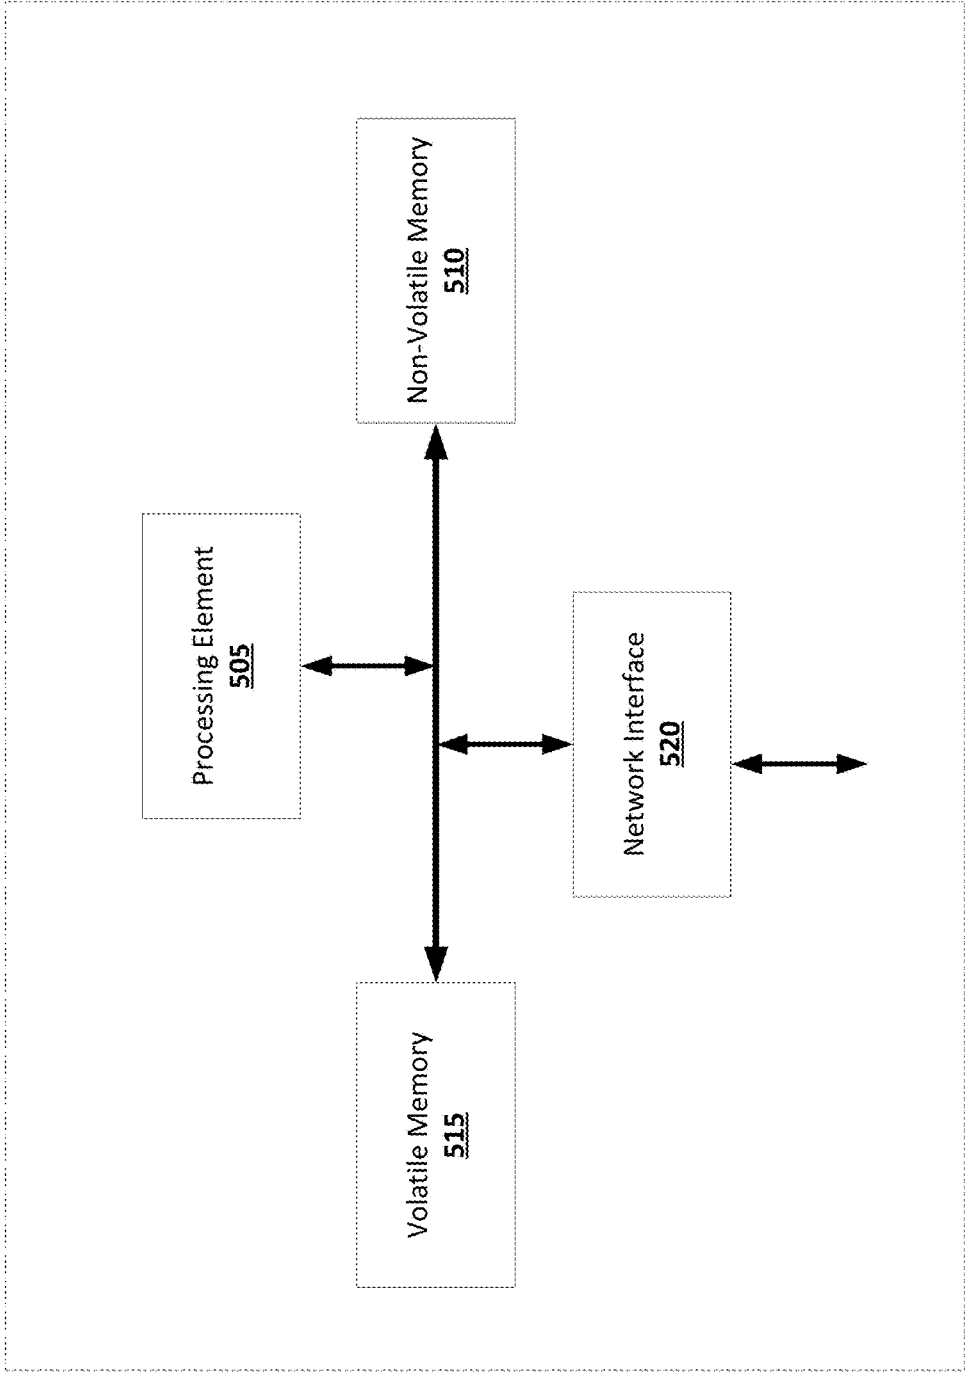 Processing Element
505
Volatile Memory
515
Non-Volatile Memory
510
Network Interface
520